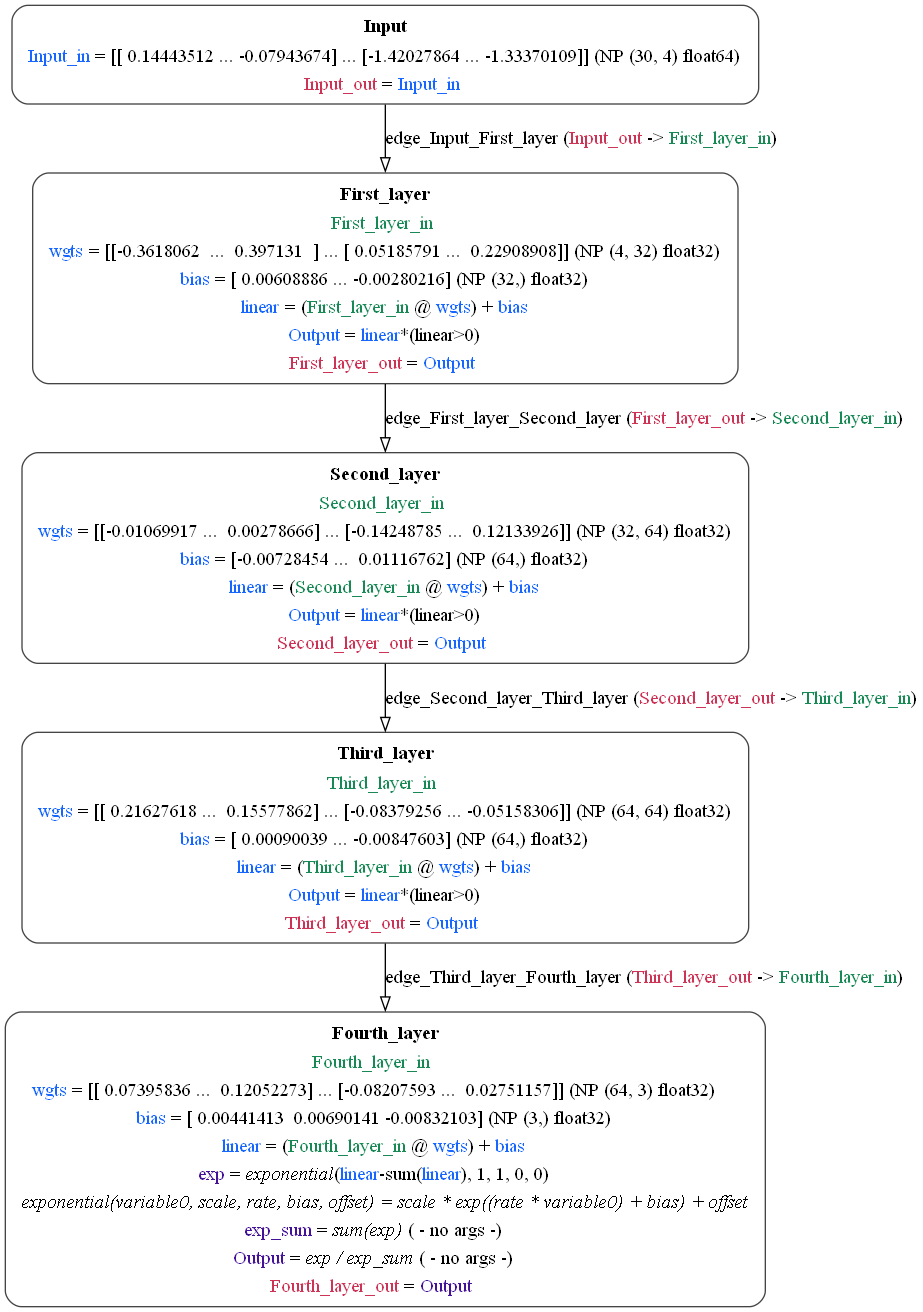 Input
Input_in = [[ 0.14443512 ... -0.07943674] ... [-1.42027864 ... -1.33370109]] (NP (30, 4) float64)
Input_out = Input_in
edge_Input_First_layer (Input_out -> First_layer_in)
First_layer
First_layer_in
wgts = [[-0.3618062  ...  0.397131  ] ... [ 0.05185791 ...  0.22908908]] (NP (4, 32) float32)
bias = [ 0.00608886 ... -0.00280216] (NP (32,) float32)
linear = (First_layer_in @ wgts) + bias
Output = linear*(linear>0)
First_layer_out = Output
edge_First_layer_Second_layer (First_layer_out -> Second_layer_in)
Second_layer
Second_layer_in
wgts = [[-0.01069917 ...  0.00278666] ... [-0.14248785 ...  0.12133926]] (NP (32, 64) float32)
bias = [-0.00728454 ...  0.01116762] (NP (64,) float32)
linear = (Second_layer_in @ wgts) + bias
Output = linear*(linear>0)
Second_layer_out = Output
edge_Second_layer_Third_layer (Second_layer_out -> Third_layer_in)
Third_layer
Third_layer_in
wgts = [[ 0.21627618 ...  0.15577862] ... [-0.08379256 ... -0.05158306]] (NP (64, 64) float32)
bias = [ 0.00090039 ... -0.00847603] (NP (64,) float32)
linear = (Third_layer_in @ wgts) + bias
Output = linear*(linear>0)
Third_layer_out = Output
edge_Third_layer_Fourth_layer (Third_layer_out -> Fourth_layer_in)
Fourth_layer
Fourth_layer_in
wgts = [[ 0.07395836 ...  0.12052273] ... [-0.08207593 ...  0.02751157]] (NP (64, 3) float32)
bias = [ 0.00441413  0.00690141 -0.00832103] (NP (3,) float32)
linear = (Fourth_layer_in @ wgts) + bias
exp = exponential(linear-sum(linear), 1, 1, 0, 0)
exponential(variable0, scale, rate, bias, offset) = scale * exp((rate * variable0) + bias) + offset
exp_sum = sum(exp) ( - no args -)
Output = exp / exp_sum ( - no args -)
Fourth_layer_out = Output